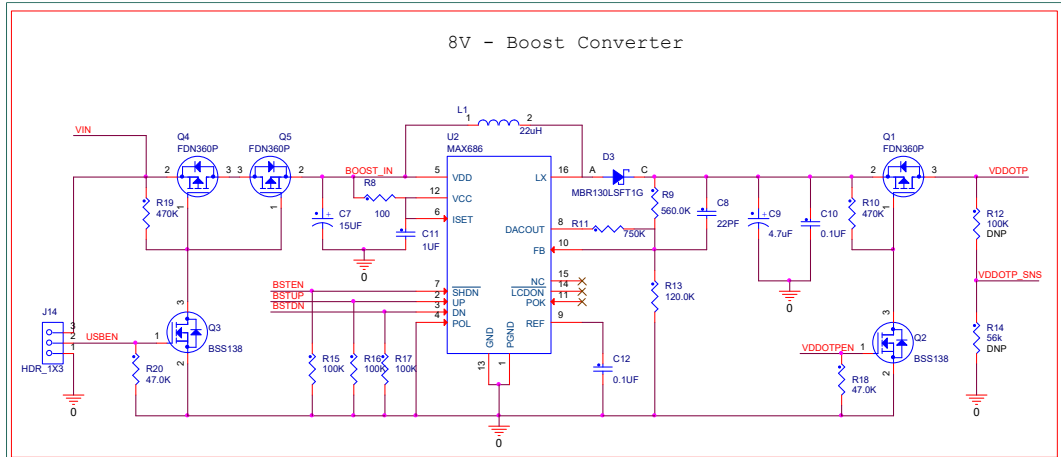 8V - Boost Converter
L1
1 2
22uH
VIN
Q4
FDN360P
Q5
FDN360P
U2
MAX686
D3
MBR130LSFT1G
Q1
FDN360P
2 3 3 2
1 1
BOOST_IN
R8
100
5 VDD
12 VCC
6 ISET
LX 16
A C
2 3
1
VDDOTP
R19
470K
C7
15UF
C11
1UF
0
DACOUT 8
R11
750K
FB 10
R9
560.0K
C8
22PF
C9
4.7uF
C10
0.1UF
0
R10
470K
R12
100K
DNP
VDDOTP_SNS
BSTEN
BSTUP
BSTDN
7 SHDN
2 UP
3 DN
4 POL
NC 15
LCDON 14
POK 11
REF 9
GND
PGND
13 1
R13
120.0K
J14
3
2
1
HDR_1X3
USBEN
1
3
2
Q3
BSS138
R20
47.0K
R15
100K
R16
100K
R17
100K
C12
0.1UF
VDDOTPEN
1
3
2
Q2
BSS138
R18
47.0K
R14
56k
DNP
0
0
0